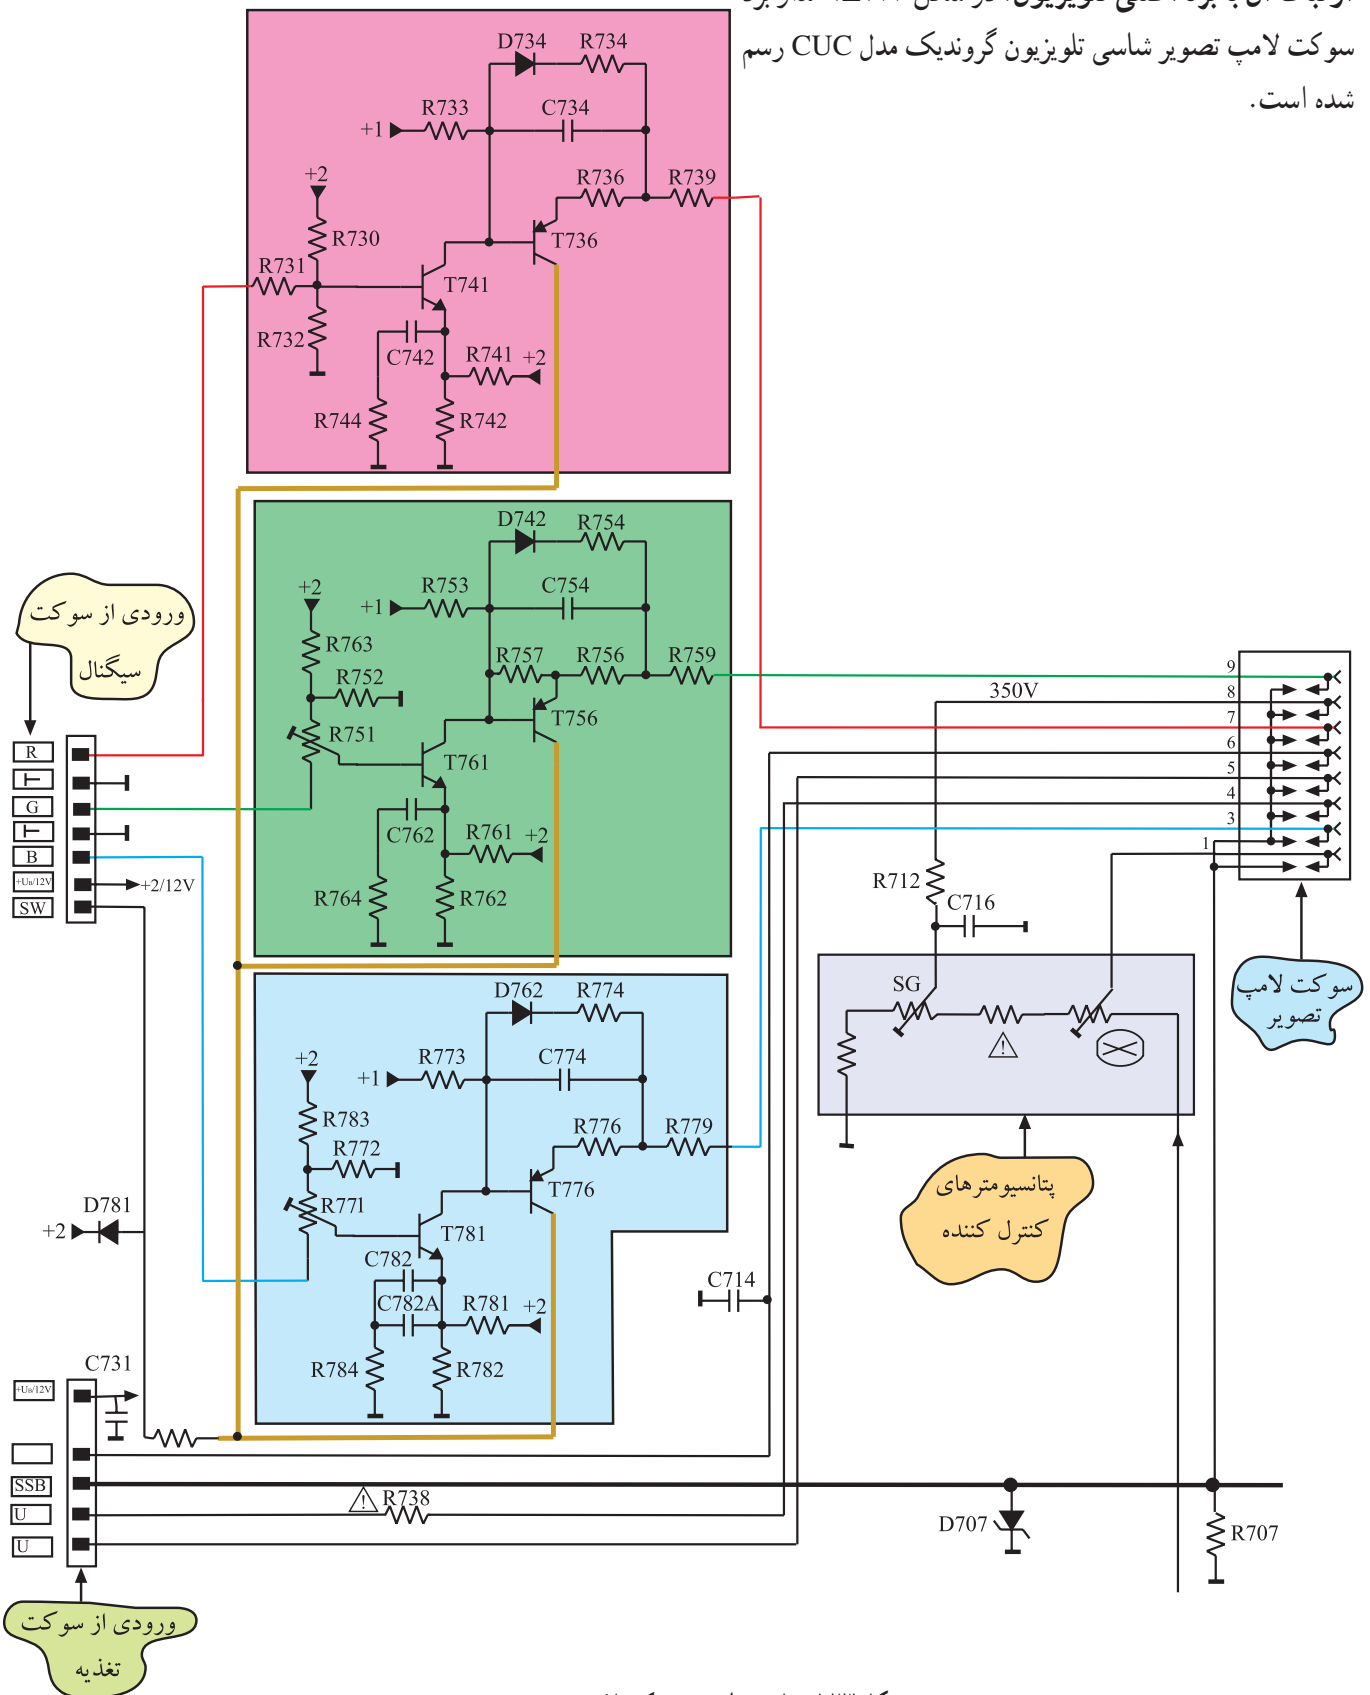 سوکت لامپ تصویر شاسی تلویزیون گروندیک مدل CUC رسم
شده است.
D734 R734
R733 C734
+1
+2
R736 R739
R730
T736
R731
T741
R732
C742 R741 +2
R744 R742
D742 R754
R753 C754
+1
+2
R763
R757 R756 R759
R752
R751
T756
T761
C762 R761 +2
R764 R762
D762 R774
R773 C774
+1
+2
R783
R776 R779
R772
R771
T776
T781
C782
C782A R781 +2
R784 R782
ورودی از سوکت
سیگنال
R
T
G
T
B
+UB/12V
+2/12V
SW
D781
+2
C731
+UB/12V
SSB
U
U
R738
!
ورودی از سوکت
تغذیه
C714
350V
R712
C716
SG
!
پتانسیومترهای
کنترل کننده
9
8
7
6
5
4
3
1
سوکت لامپ
تصویر
D707
R707